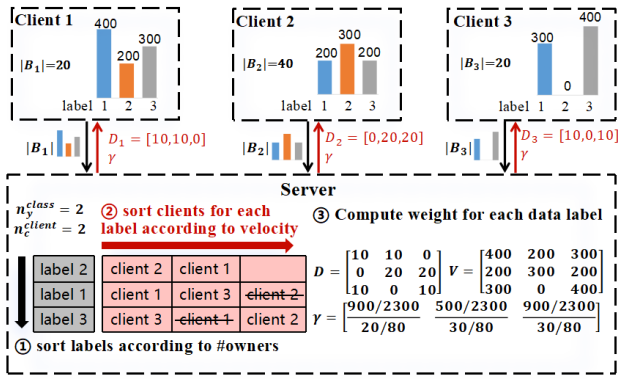 Client 1
Client 2
Client 3
400
200
300
|B₁|=20
label 1 2 3
200
300
200
|B₂|=40
label 1 2 3
300
0
400
|B₃|=20
label 1 2 3
|B₁|
D₁ = [10,10,0]
γ
|B₂|
D₂ = [0,20,20]
γ
|B₃|
D₃ = [10,0,10]
γ
Server
n_y^class = 2
n_c^client = 2
② sort clients for each
label according to velocity
③ Compute weight for each data label
label 2 client 2 client 1
label 1 client 1 client 3 client 2
label 3 client 3 client 1 client 2
① sort labels according to #owners
D = [10 10 0
0 20 20
10 0 10]
V = [400 200 300
200 300 200
300 0 400]
γ = [900/2300 500/2300 900/2300
20/80 30/80 30/80]